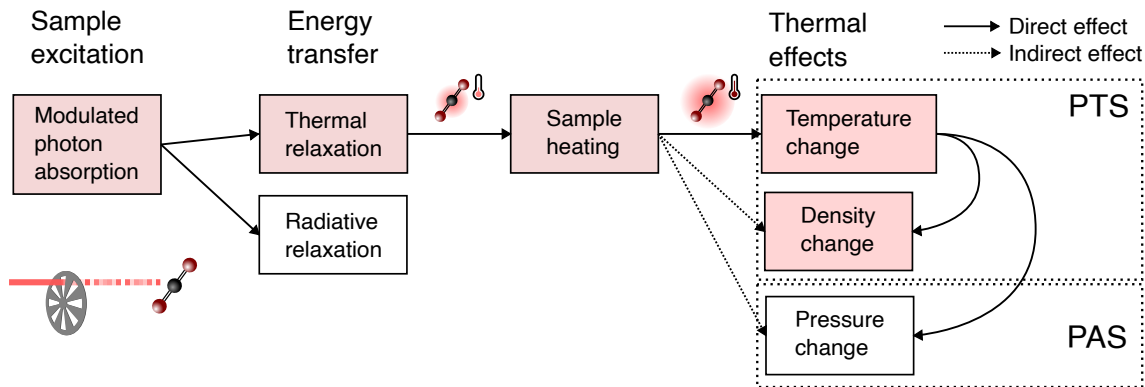 Sample
excitation
Energy
transfer
Thermal
effects
Direct effect
Indirect effect
Modulated
photon
absorption
Thermal
relaxation
Radiative
relaxation
Sample
heating
Temperature
change
PTS
Density
change
Pressure
change
PAS